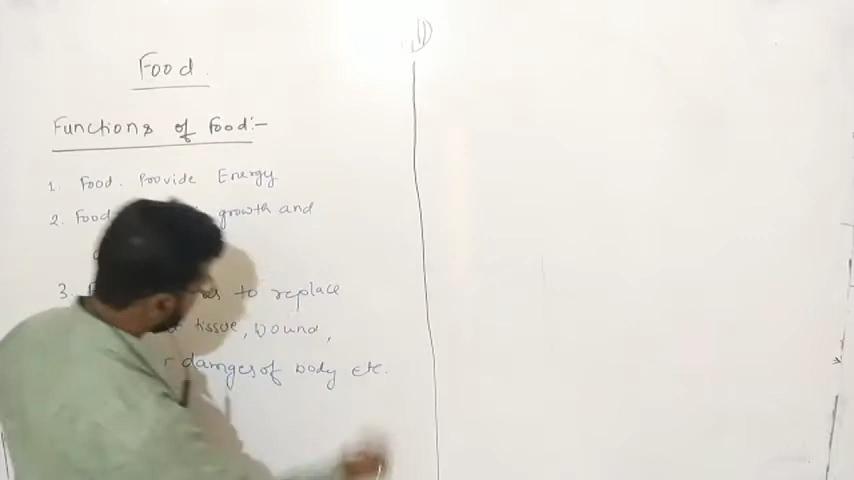 Food.
Functions of Food:-
1. Food. Provide Energy
2. Food growth and
3. to replace
tissue, wound,
damges of body etc.